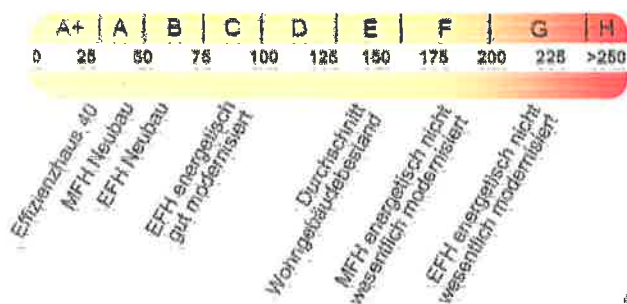 A+ A B C D E F G H
0 25 50 75 100 125 150 175 200 225 >250
Effizienzhaus 40
MFH Neubau
EFH Neubau
EFH energetisch
gut modernisiert
Durchschnitt
Wohngebäudebestand
MFH energetisch nicht
wesentlich modernisiert
EFH energetisch nicht
wesentlich modernisiert